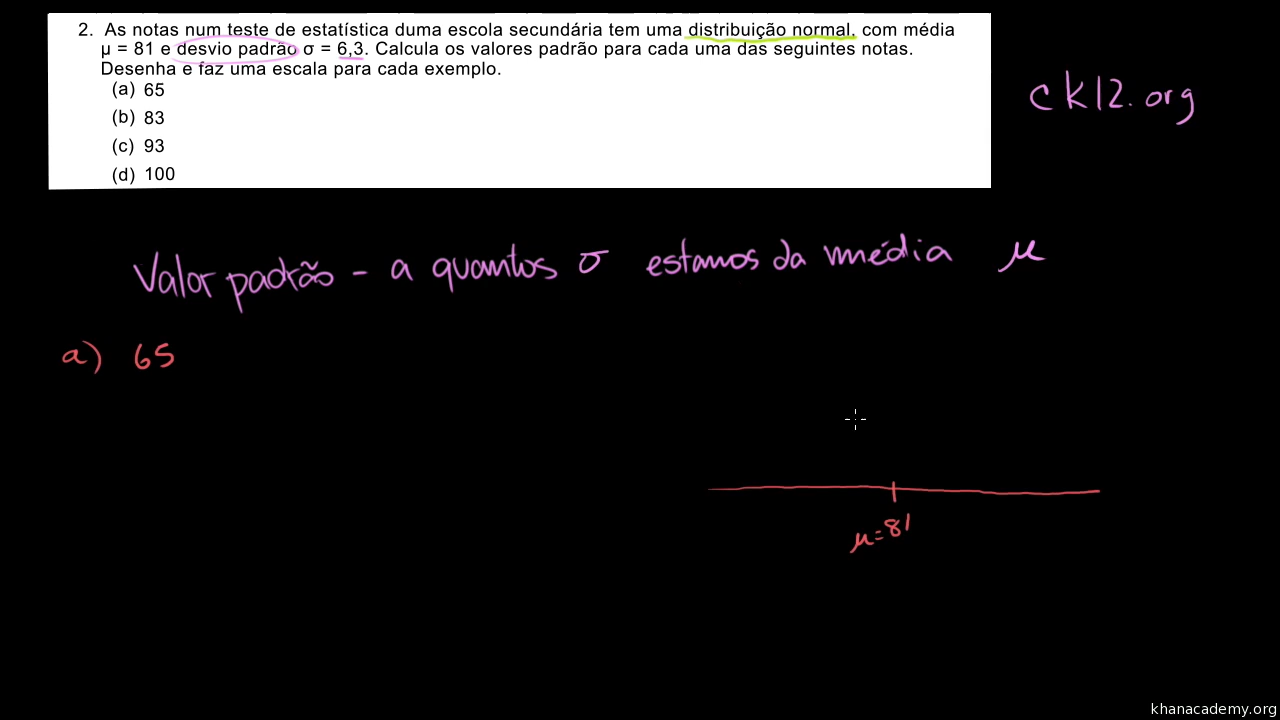 2. As notas num teste de estatística duma escola secundária tem uma distribuição normal, com média
μ = 81 e desvio padrão σ = 6,3. Calcula os valores padrão para cada uma das seguintes notas.
Desenha e faz uma escala para cada exemplo.
(a) 65
(b) 83
(c) 93
(d) 100
ck12.org
Valor padrão - a quantos σ estamos da média μ
a) 65
μ=81
khanacademy.org